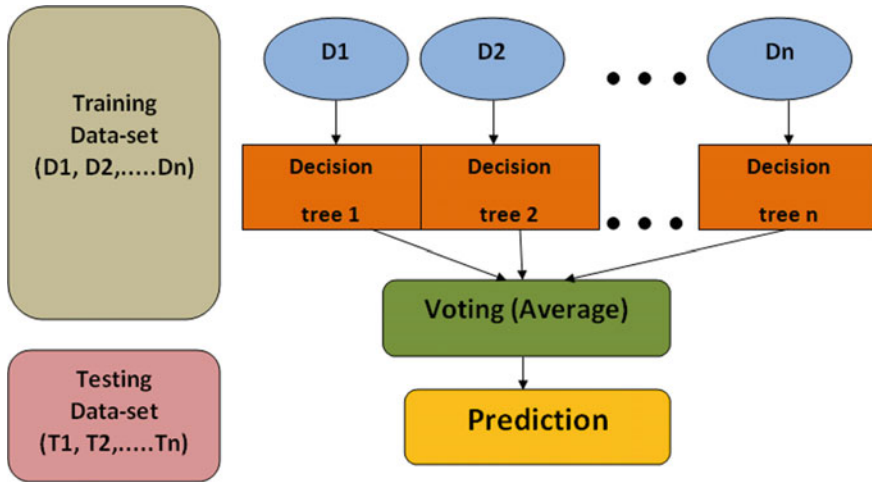 Training
Data-set
(D1, D2,.....Dn)
Testing
Data-set
(T1, T2,.....Tn)
D1
D2
Dn
Decision
tree 1
Decision
tree 2
Decision
tree n
Voting (Average)
Prediction